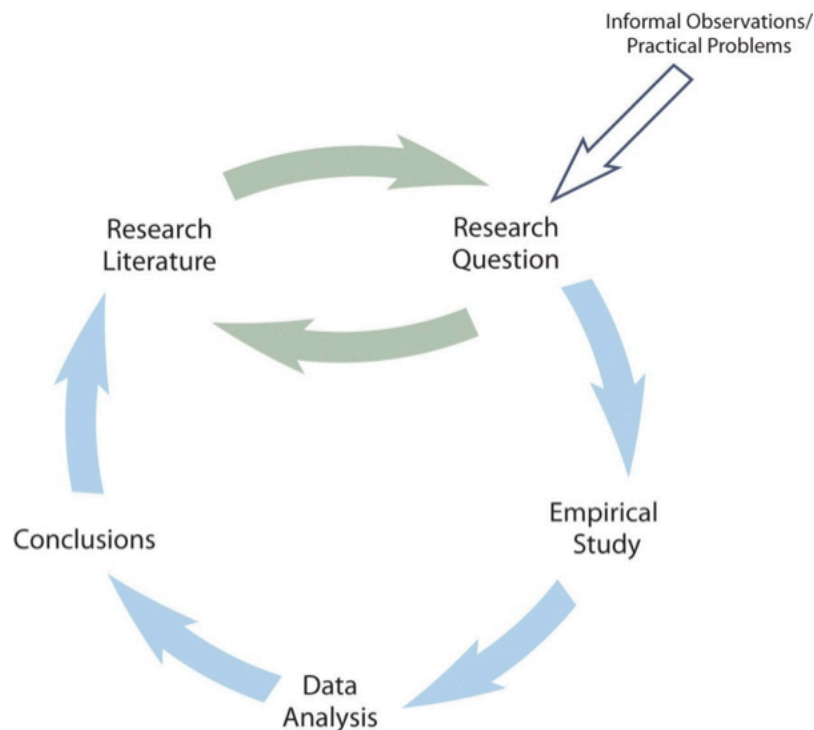 Informal Observations/
Practical Problems
Research
Literature
Research
Question
Empirical
Study
Conclusions
Data
Analysis